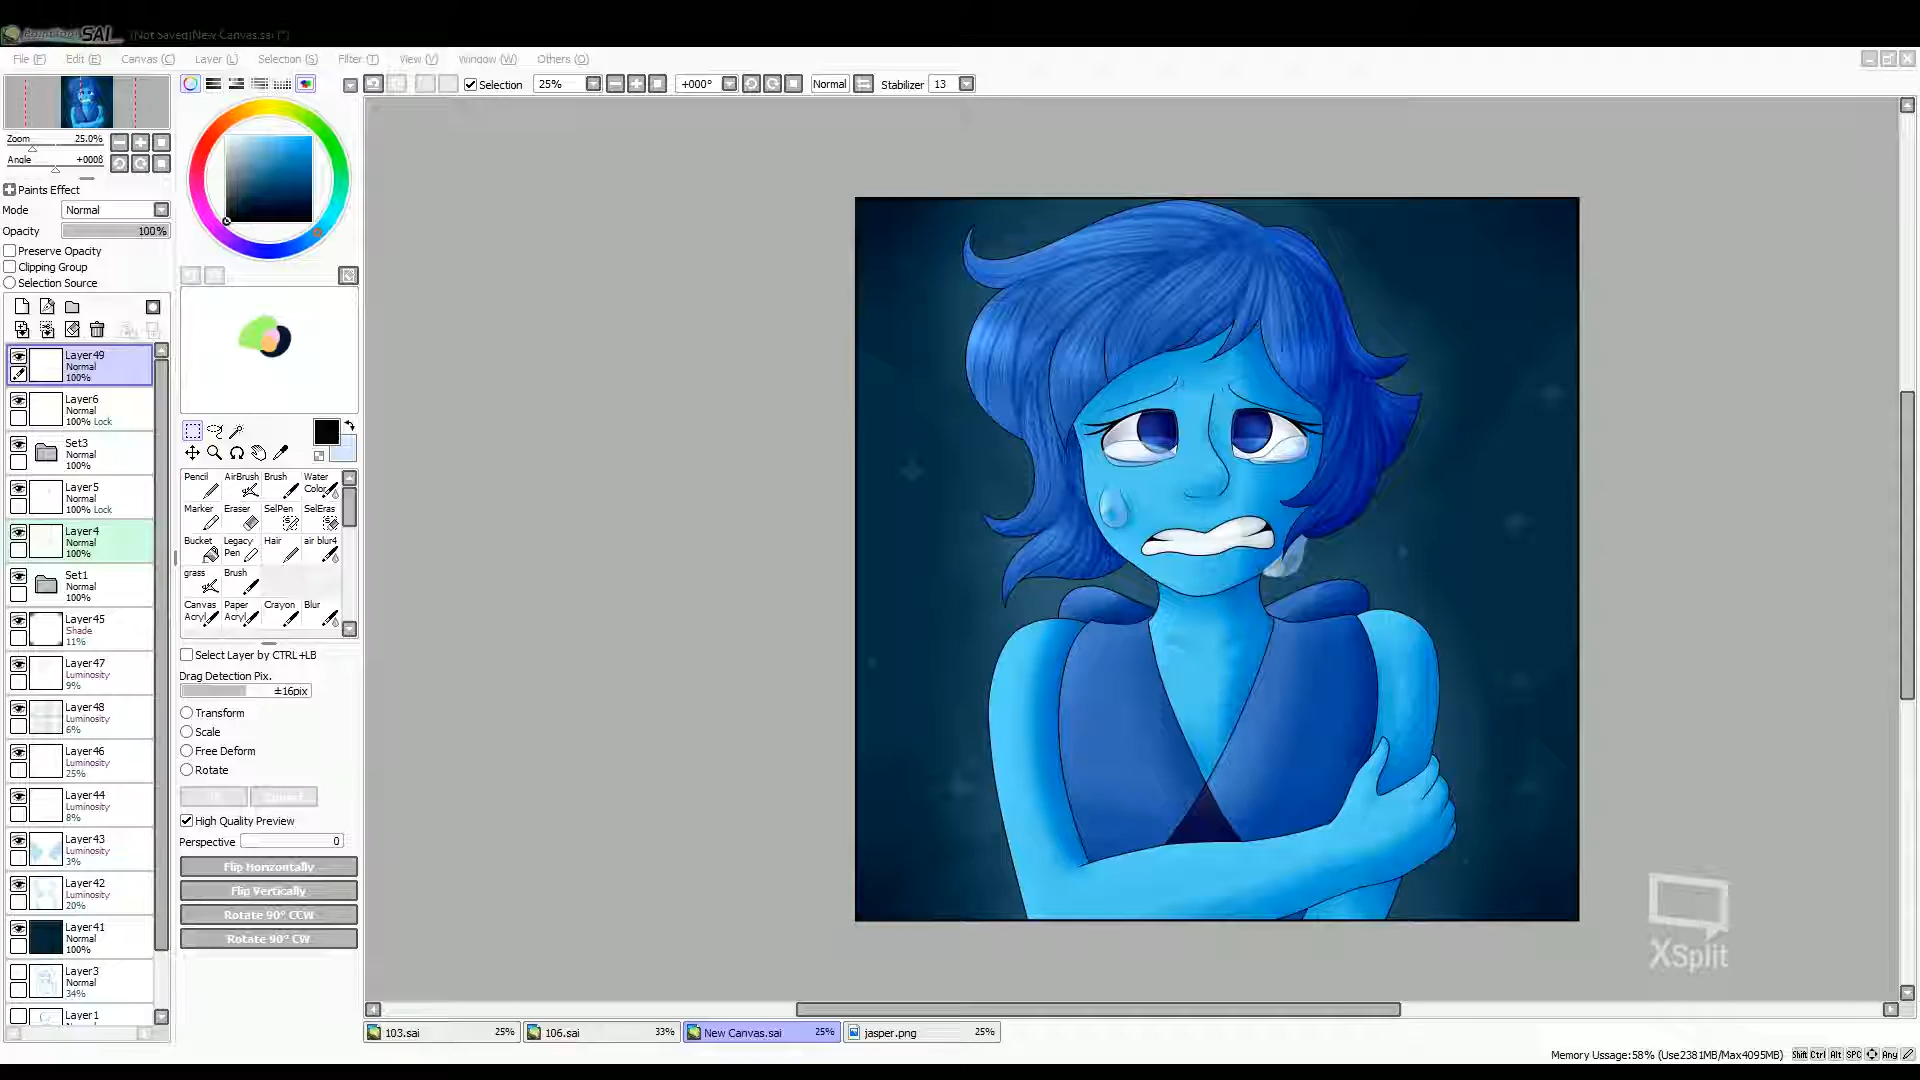 SAI (Not Saved)New Canvas.sai (*)
File (F) Edit (E) Canvas (C) Layer (L) Selection (S) Filter (T) View (V) Window (W) Others (O)
Selection 25% +000° Normal Stabilizer 13
Zoom 25.0%
Angle
Paints Effect
Mode Normal
Opacity 100%
Preserve Opacity
Clipping Group
Selection Source
Layer49
Normal
100%
Layer6
Normal
100% Lock
Set3
Normal
100%
Layer5
Normal
100% Lock
Layer4
Normal
100%
Set1
Normal
100%
Layer45
Shade
11%
Layer47
Luminosity
9%
Layer48
Luminosity
6%
Layer46
Luminosity
25%
Layer44
Luminosity
8%
Layer43
Luminosity
3%
Layer42
Luminosity
20%
Layer41
Normal
100%
Layer3
Normal
34%
Layer1
Pencil AirBrush Brush Water Color
Marker Eraser SelPen SelEras
Bucket Legacy Pen Hair air blur4
grass Brush
Canvas Acryl Paper Acryl Crayon Blur
Select Layer by CTRL+LB
Drag Detection Pix.
±16pix
Transform
Scale
Free Deform
Rotate
High Quality Preview
Perspective 0
Flip Horizontally
Flip Vertically
Rotate 90° CCW
Rotate 90° CW
XSplit
103.sai 25% 106.sai 33% New Canvas.sai 25% jasper.png 25%
Memory Ussage:58% (Use2381MB/Max4095MB) Shift Ctrl Alt SPC Any